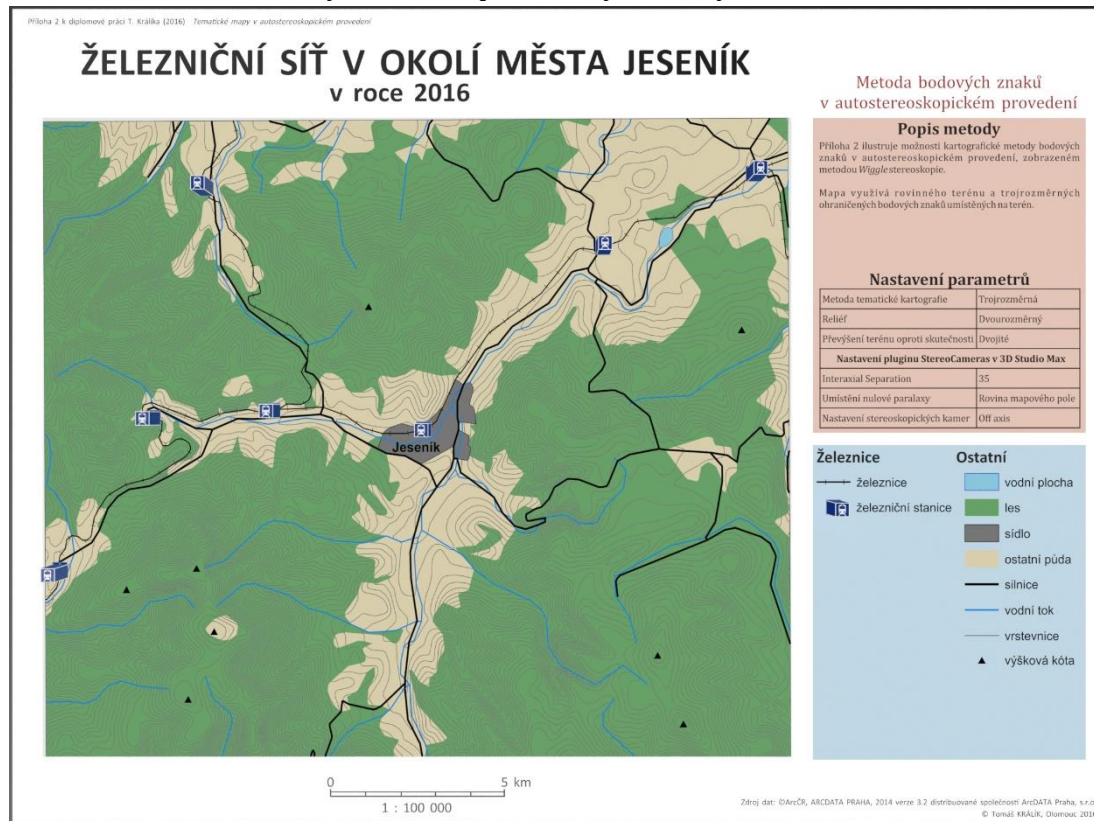 Příloha 2 k diplomové práci T. Králíka (2016) Tematické mapy v autostereoskopickém provedení
ŽELEZNIČNÍ SÍŤ V OKOLÍ MĚSTA JESENÍK
v roce 2016
Metoda bodových znaků
v autostereoskopickém provedení
Popis metody
Příloha 2 ilustruje možnosti kartografické metody bodových
znaků v autostereoskopickém provedení, zobrazeném
metodou Wiggle stereoskopie.
Mapa využívá rovinného terénu a trojrozměrných
ohraničených bodových znaků umístěných na terén.
Nastavení parametrů
Metoda tematické kartografie Trojrozměrná
Reliéf Dvourozměrný
Převýšení terénu oproti skutečnosti Dvojité
Nastavení pluginu StereoCameras v 3D Studio Max
Interaxial Separation 35
Umístění nulové paralaxy Rovina mapového pole
Nastavení stereoskopických kamer Off axis
Jeseník
Železnice
železnice
železniční stanice
Ostatní
vodní plocha
les
sídlo
ostatní půda
silnice
vodní tok
vrstevnice
výšková kóta
0 5 km
1 : 100 000
Zdroj dat: ©ArcČR, ARCDATA PRAHA, 2014 verze 3.2 distribuované společností ArcDATA Praha, s.r.o.
© Tomáš KRÁLÍK, Olomouc 2016